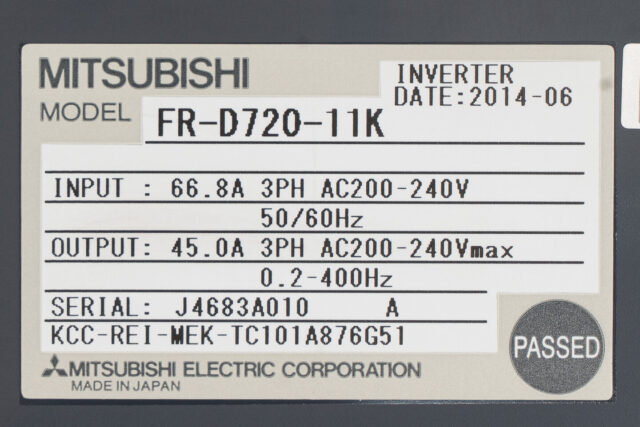 MITSUBISHI
INVERTER
DATE:2014-06
MODEL FR-D720-11K
INPUT : 66.8A 3PH AC200-240V
50/60Hz
OUTPUT: 45.0A 3PH AC200-240Vmax
0.2-400Hz
SERIAL: J4683A010 A
KCC-REI-MEK-TC101A876G51
PASSED
MITSUBISHI ELECTRIC CORPORATION
MADE IN JAPAN